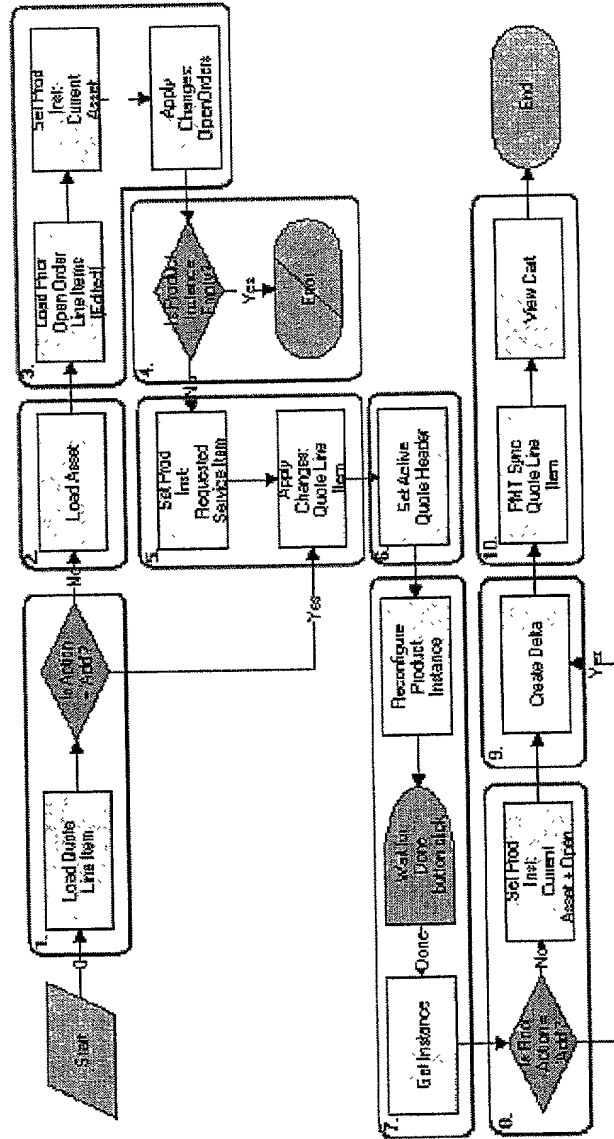 Start
0
1.
Load Quote
Line Item
Is Action
= Add?
No
Yes
2.
Load Asset
3.
Load Prior
Open Order
Line Items
(Edited)
Set Prod
Inst:
Current
Asset
Apply
Changes:
OpenOrders
4.
Is Product
Instance
Empty?
Yes
No
Error
5.
Set Prod
Inst:
Requested
Service Item
Apply
Changes:
Quote Line
Item
6.
Set Active
Quote Header
7.
Reconfigure
Product
Instance
Wait for
Done
button click
Done
Get Instance
8.
Action =
Add?
No
Yes
Set Prod
Inst:
Current
Asset + Open
9.
Create Delta
10.
PMT Sync
Quote Line
Item
View Cart
End